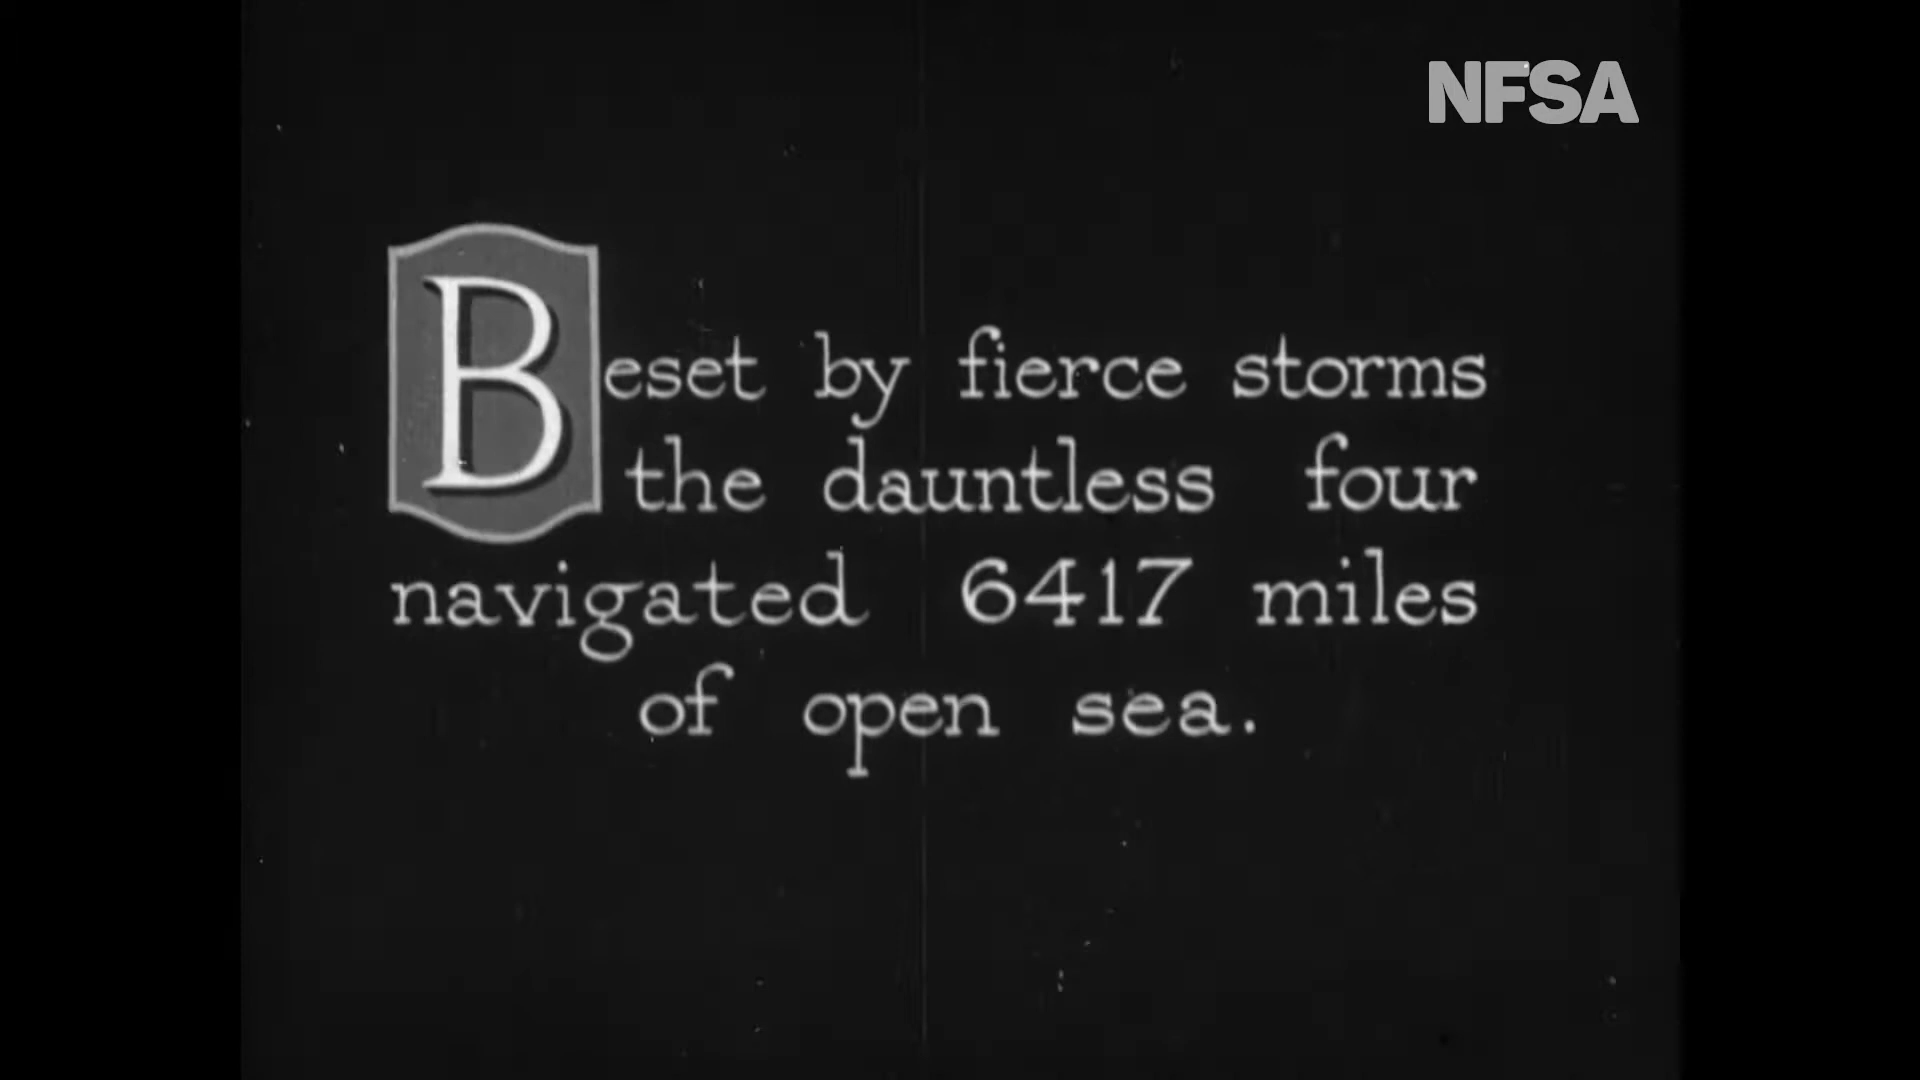 NFSA
Beset by fierce storms
the dauntless four
navigated 6417 miles
of open sea.